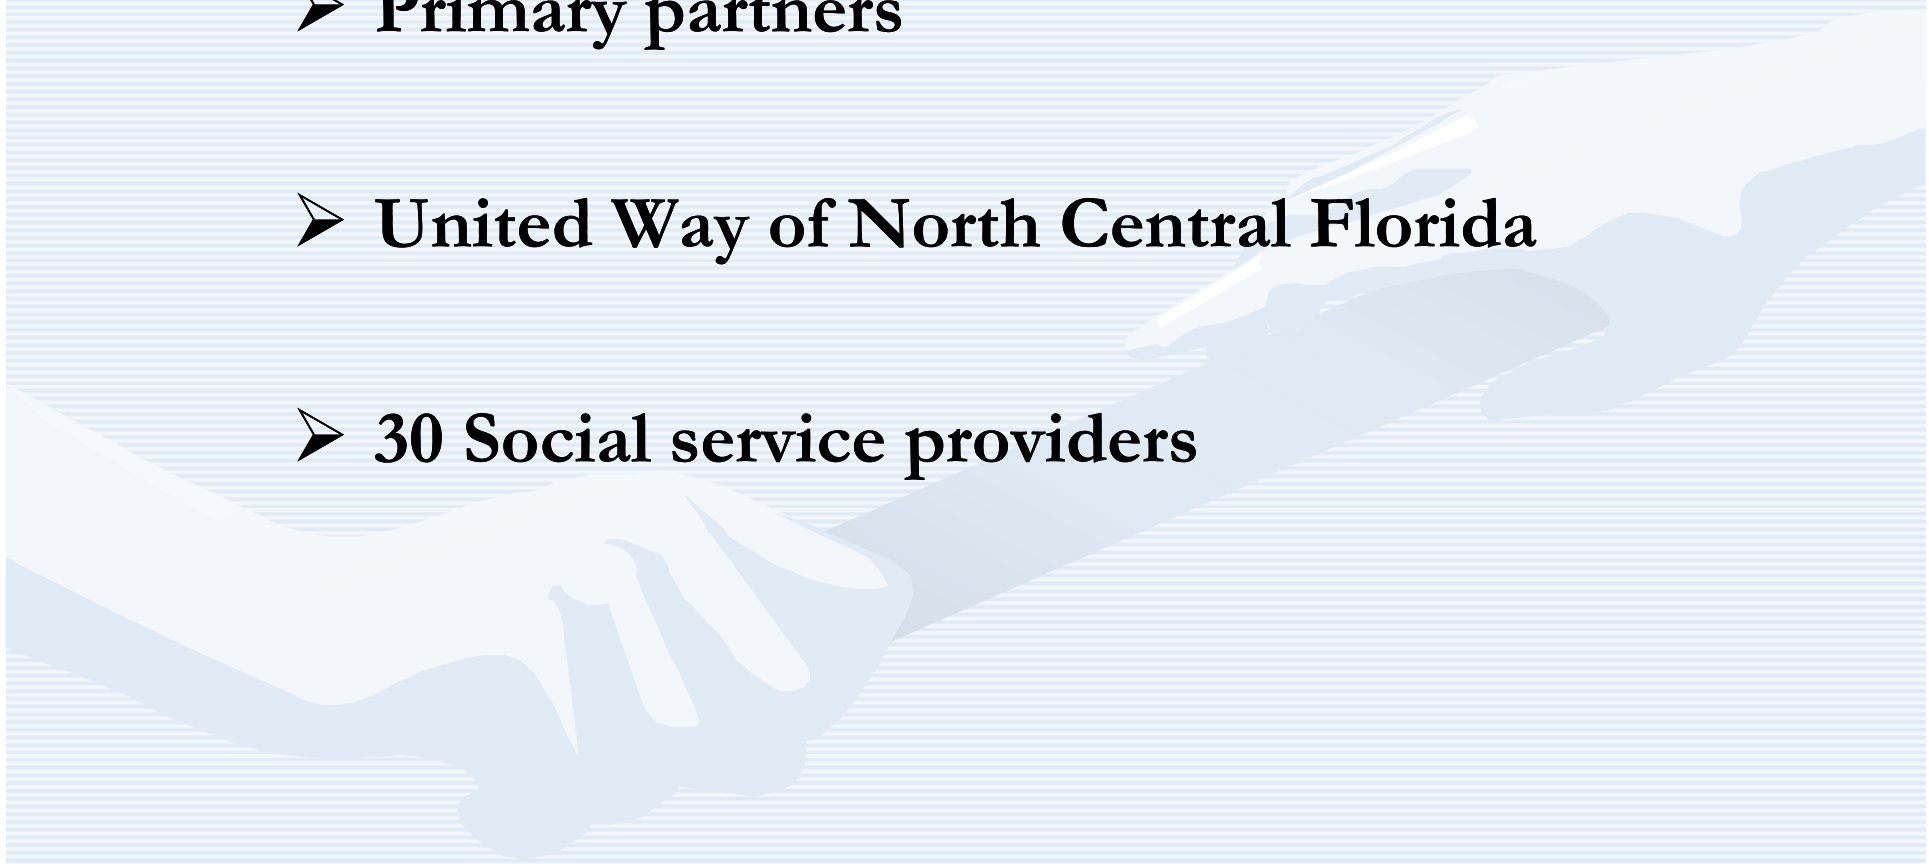 ➢ Primary partners
➢ United Way of North Central Florida
➢ 30 Social service providers